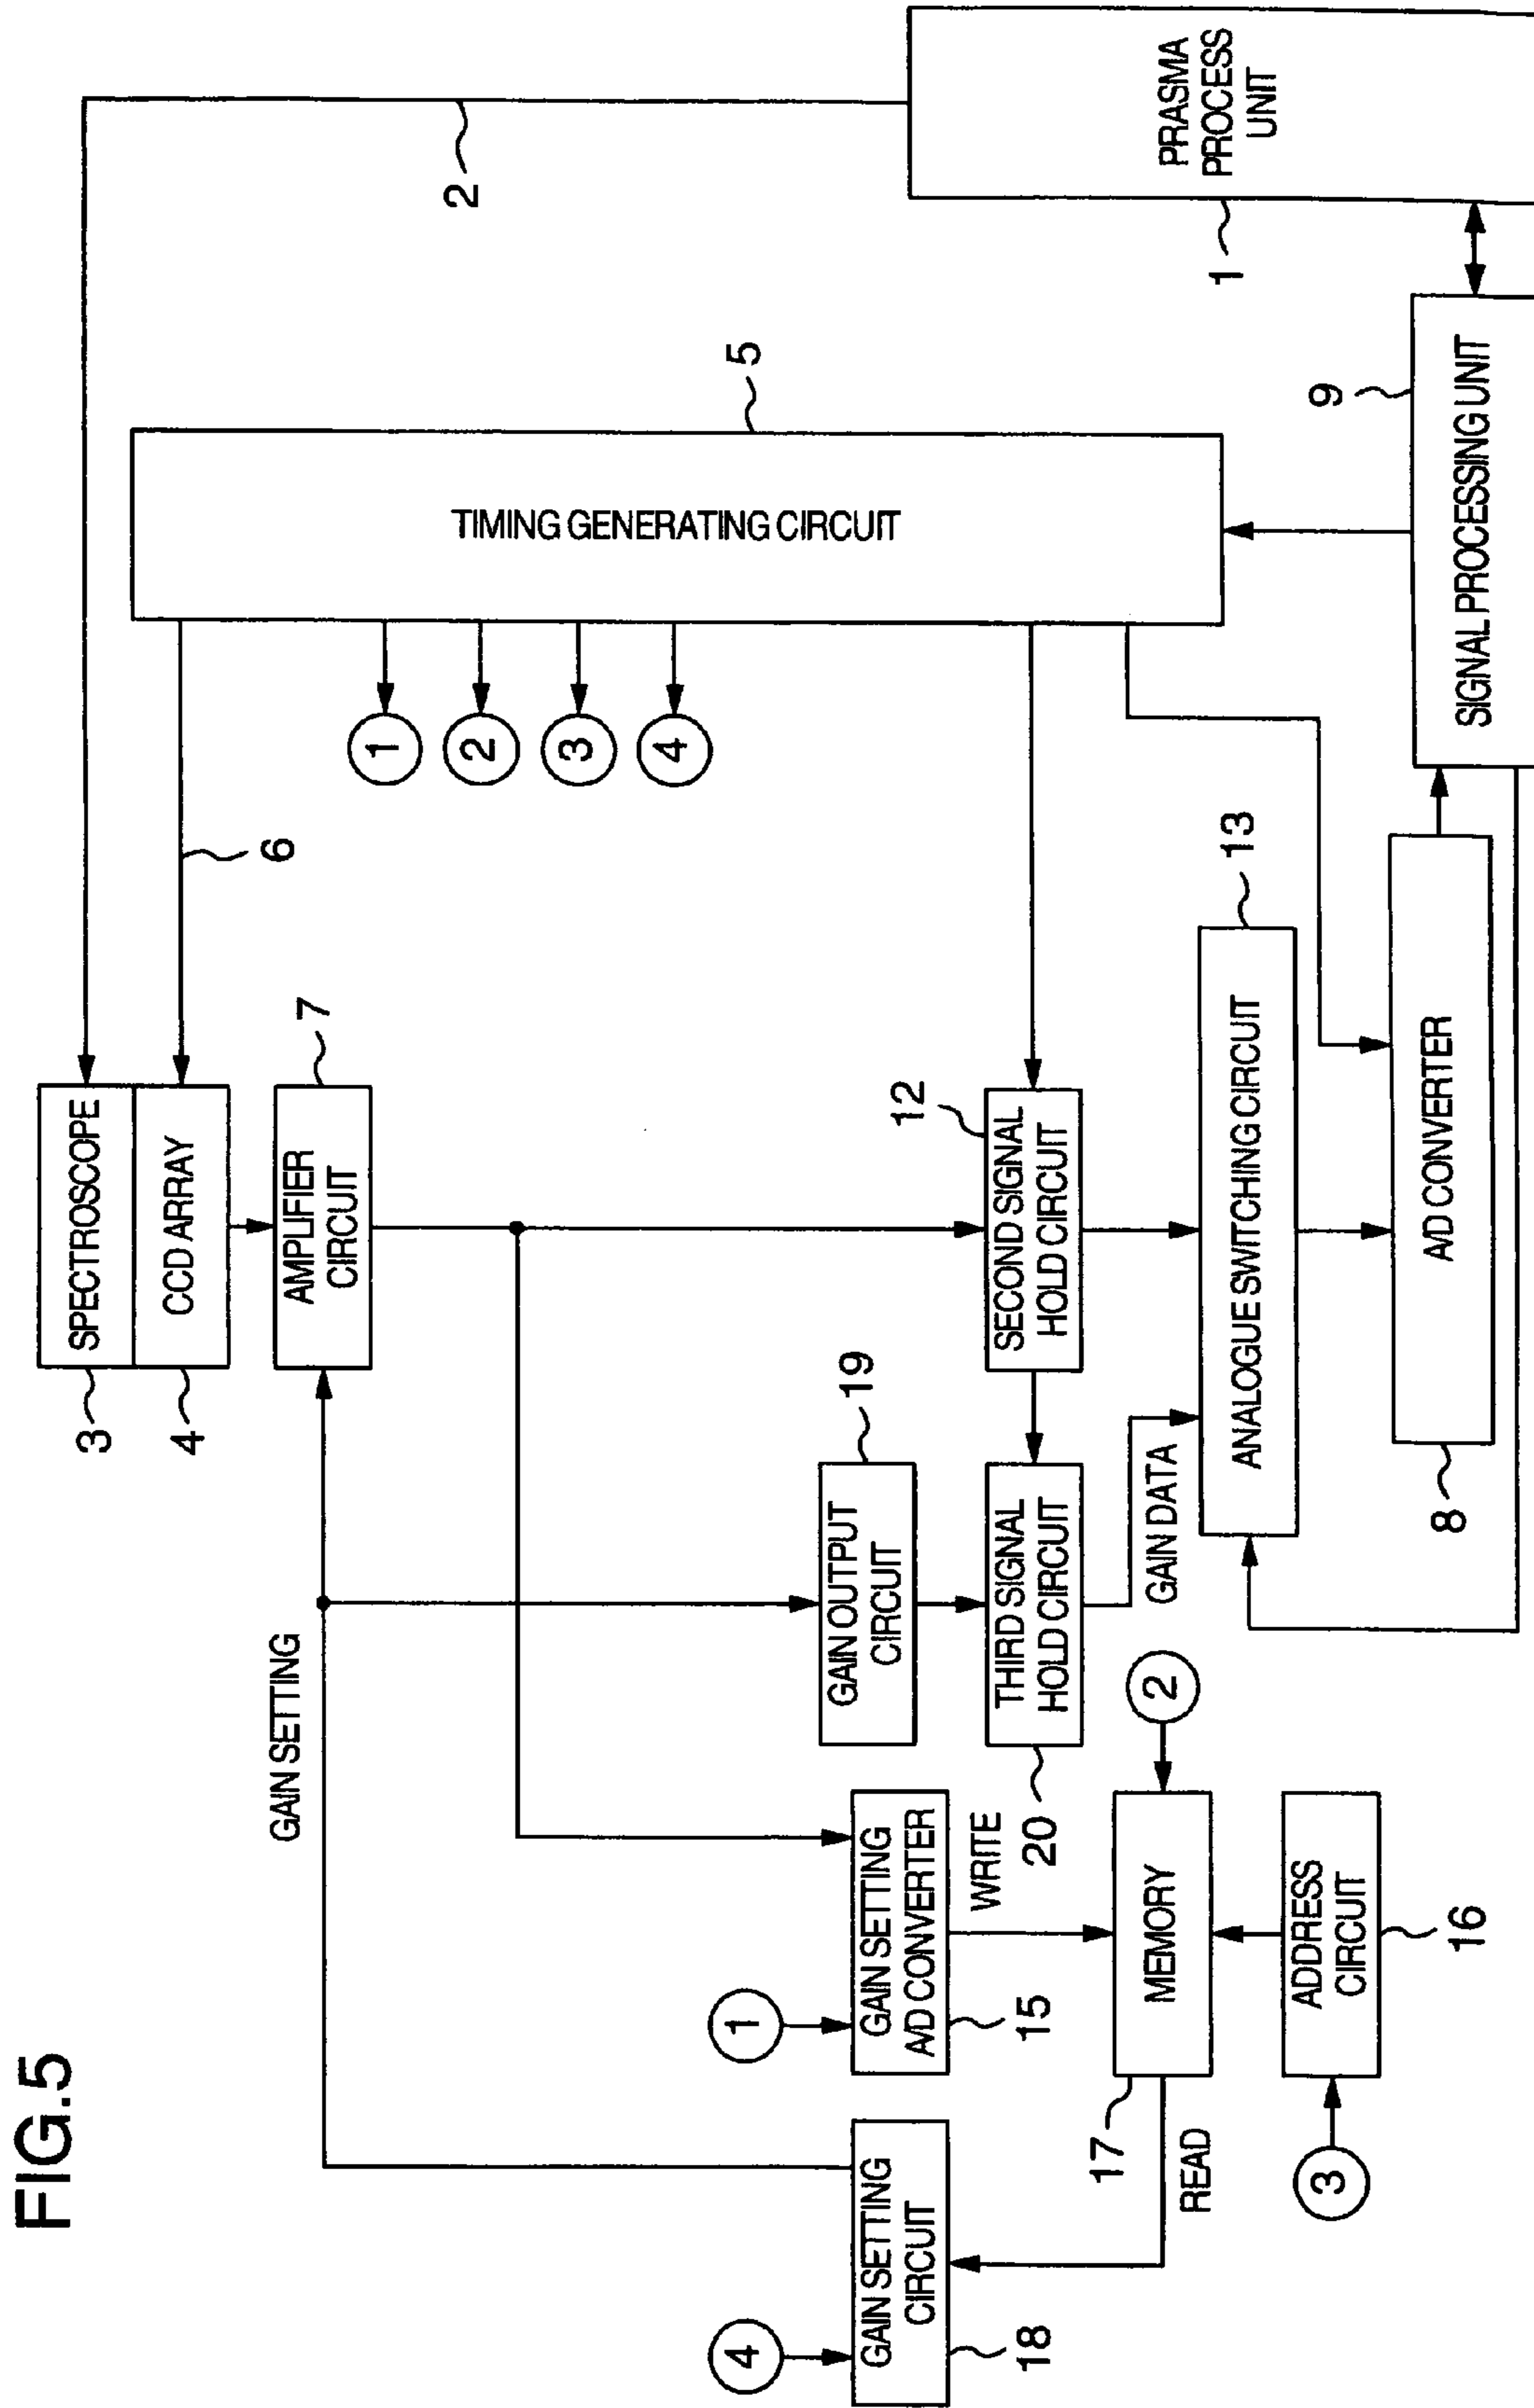 FIG.5
SPECTROSCOPE
3
CCD ARRAY
4
2
6
GAIN SETTING
AMPLIFIER
CIRCUIT
7
TIMING GENERATING CIRCUIT
5
1
2
3
4
4
GAIN SETTING
CIRCUIT
18
1
GAIN SETTING
A/D CONVERTER
15
GAIN OUTPUT
CIRCUIT
19
WRITE
THIRD SIGNAL
HOLD CIRCUIT
20
SECOND SIGNAL
HOLD CIRCUIT
12
PRASMA
PROCESS
UNIT
1
READ
17
MEMORY
2
GAIN DATA
ANALOGUE SWITCHING CIRCUIT
13
3
ADDRESS
CIRCUIT
16
A/D CONVERTER
8
SIGNAL PROCESSING UNIT
9